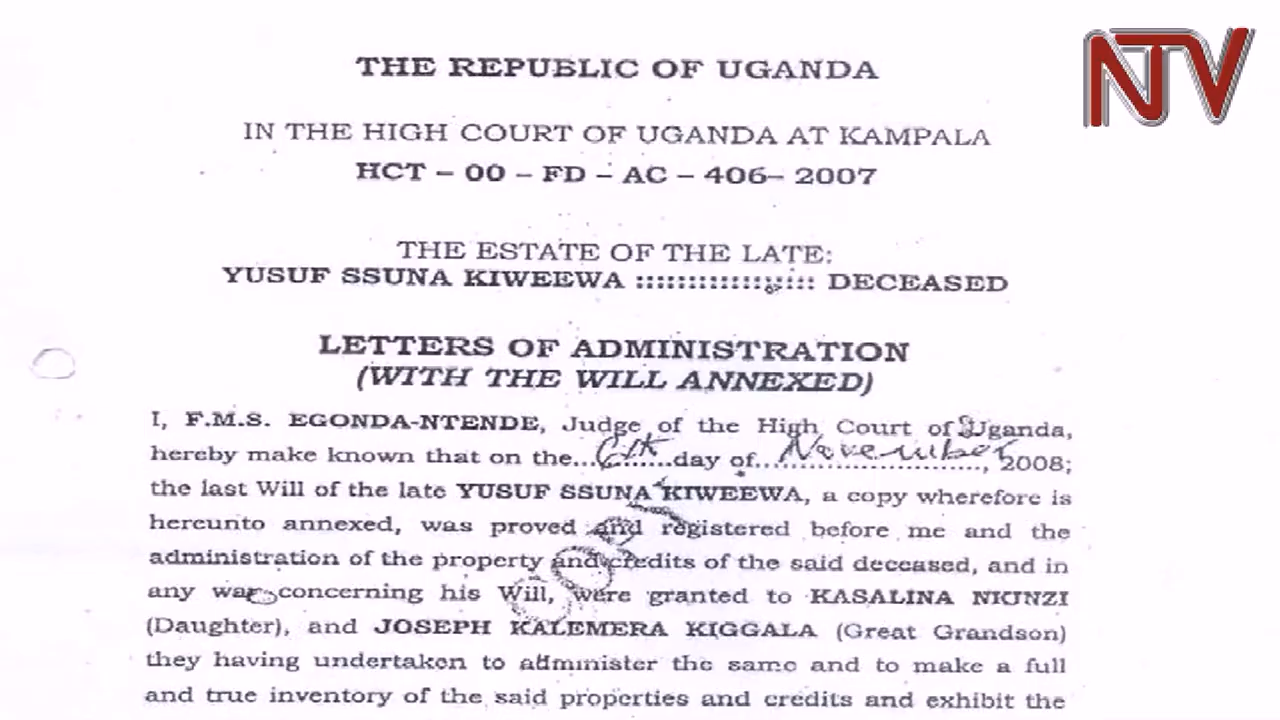 NTV
THE REPUBLIC OF UGANDA
IN THE HIGH COURT OF UGANDA AT KAMPALA
HCT – 00 – FD – AC – 406– 2007
THE ESTATE OF THE LATE:
YUSUF SSUNA KIWEEWA ::::::::::::::::::::: DECEASED
LETTERS OF ADMINISTRATION
(WITH THE WILL ANNEXED)
I, F.M.S. EGONDA-NTENDE, Judge of the High Court of Uganda,
hereby make known that on the... 6th ......day of... November ..., 2008;
the last Will of the late YUSUF SSUNA KIWEEWA, a copy wherefore is
hereunto annexed, was proved and registered before me and the
administration of the property and credits of the said deceased, and in
any way concerning his Will, were granted to KASALINA NKINZI
(Daughter), and JOSEPH KALEMERA KIGGALA (Great Grandson)
they having undertaken to administer the same and to make a full
and true inventory of the said properties and credits and exhibit the
COPY